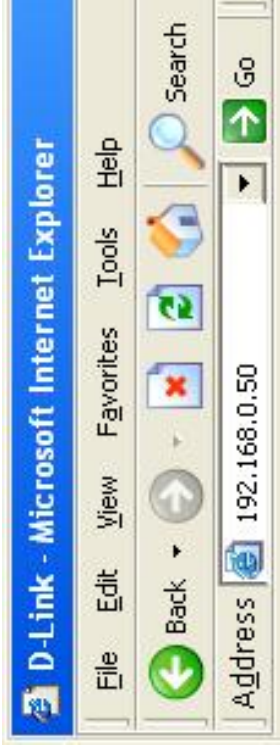 D-Link - Microsoft Internet Explorer
File Edit View Favorites Tools Help
Back Search
Address 192.168.0.50 Go